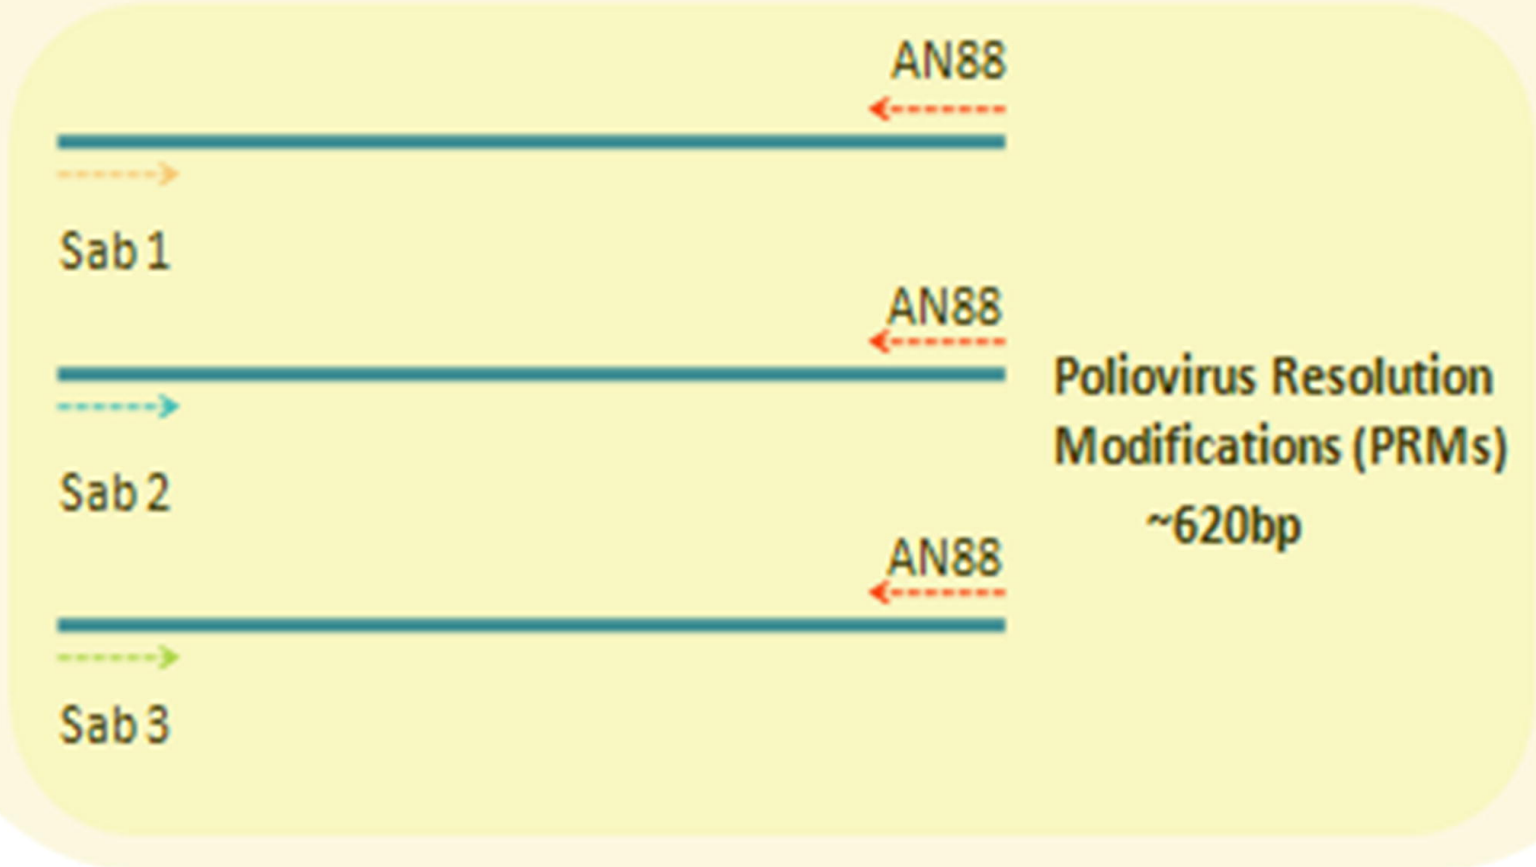 AN88
Sab 1
AN88
Poliovirus Resolution
Modifications (PRMs)
~620bp
Sab 2
AN88
Sab 3